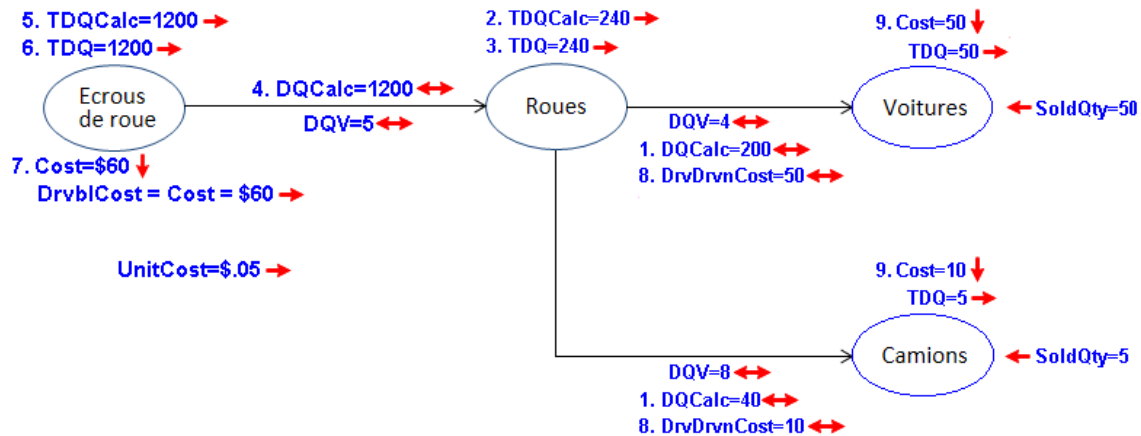 5. TDQCalc=1200
6. TDQ=1200
Ecrous
de roue
7. Cost=$60
DrvblCost = Cost = $60
UnitCost=$.05
4. DQCalc=1200
DQV=5
2. TDQCalc=240
3. TDQ=240
Roues
DQV=4
1. DQCalc=200
8. DrvDrvnCost=50
9. Cost=50
TDQ=50
Voitures
SoldQty=50
DQV=8
1. DQCalc=40
8. DrvDrvnCost=10
9. Cost=10
TDQ=5
Camions
SoldQty=5